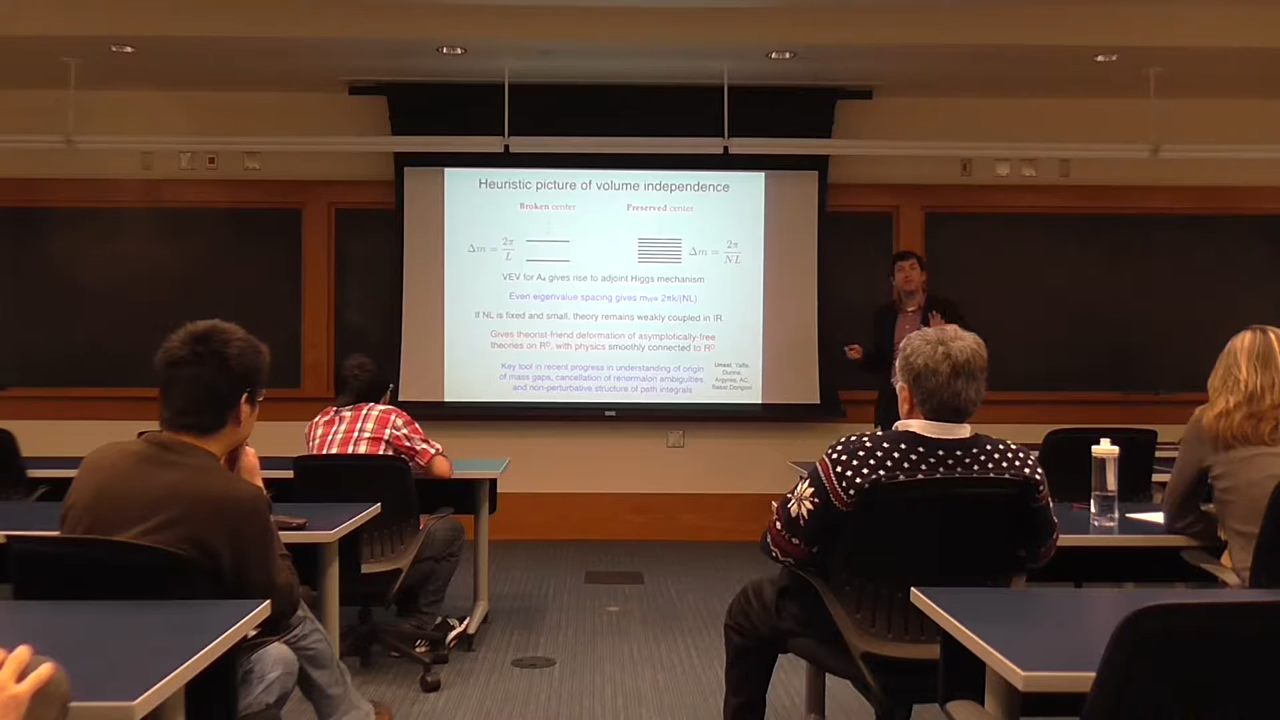 Heuristic picture of volume independence
Broken center
Preserved center
Δm = 2π/L
Δm = 2π/NL
VEV for A₄ gives rise to adjoint Higgs mechanism
Even eigenvalue spacing gives mw= 2πk/(NL)
If NL is fixed and small, theory remains weakly coupled in IR.
Gives theorist-friend deformation of asymptotically-free
theories on Rᴰ, with physics smoothly connected to Rᴰ
Key tool in recent progress in understanding of origin
of mass gaps, cancellation of renormalon ambiguities
and non-perturbative structure of path integrals
Unsal, Yaffe,
Dunne,
Argyres, AC,